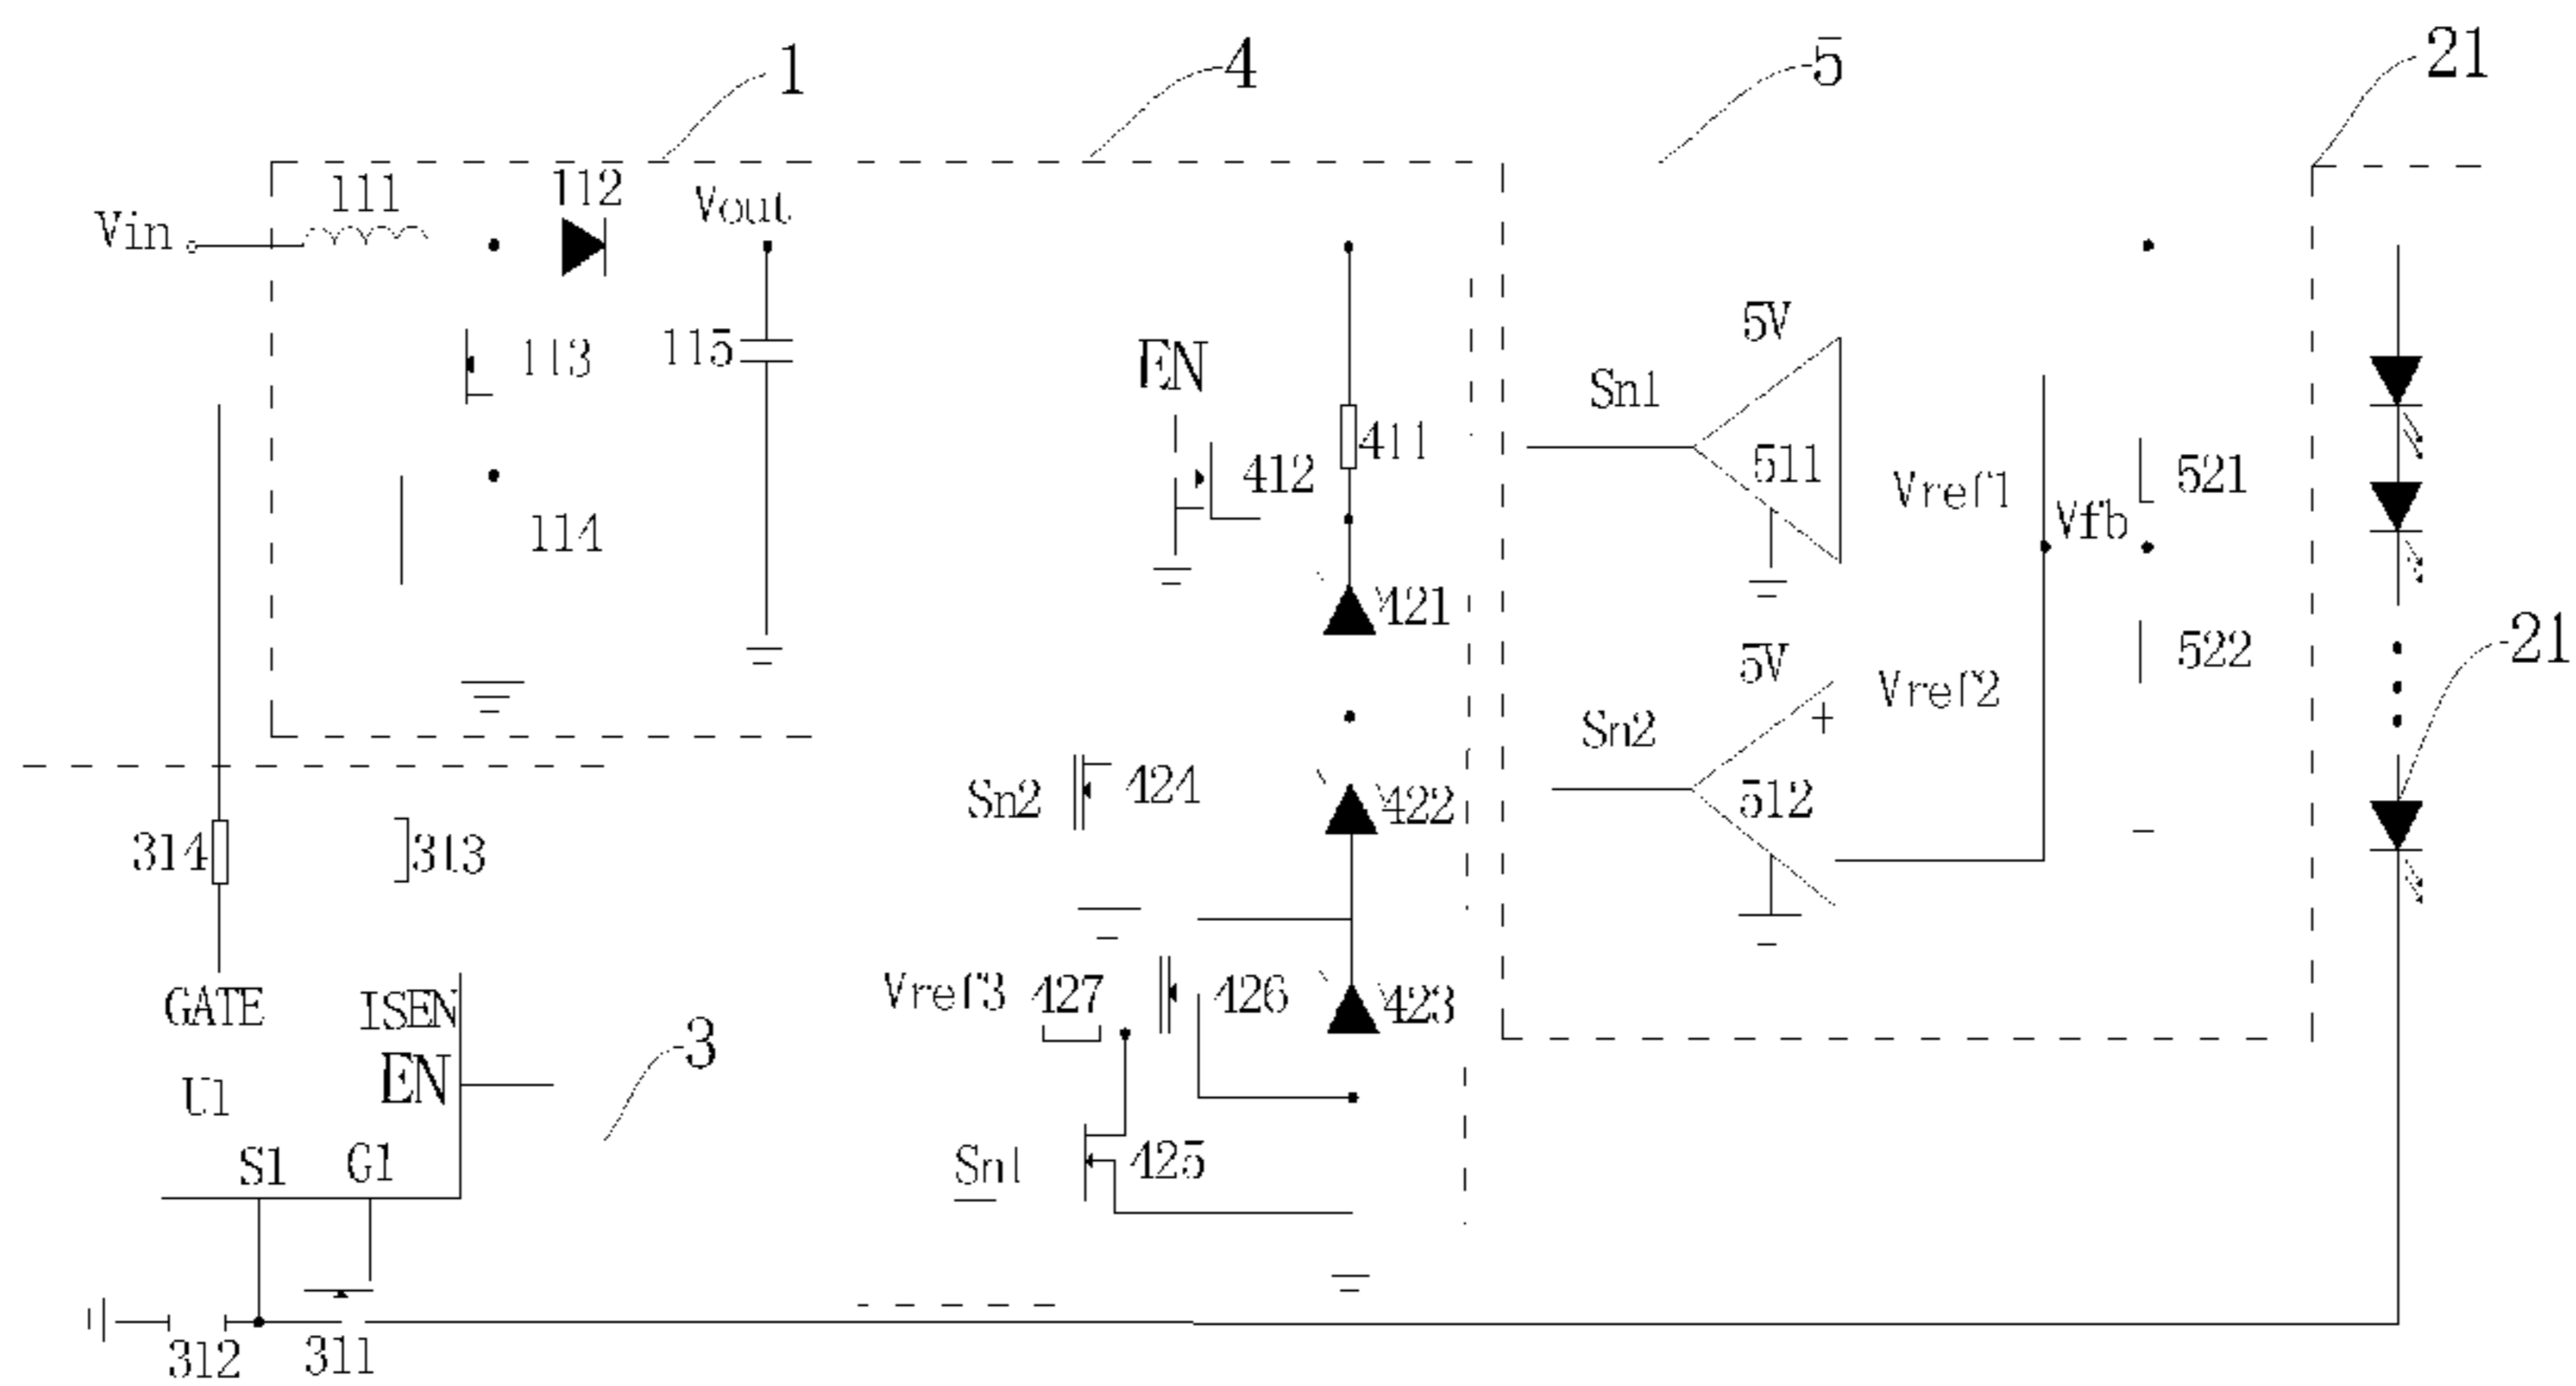 1
4
5
21
111
112
Vout
Vin
113
115
EN
5V
Sn1
411
412
511
Vref1
521
Vfb
114
421
522
21
5V
Vref2
Sn2
512
Sn2
424
422
314
313
Vref3
427
426
423
GATE
ISEN
3
EN
U1
S1
G1
Sn1
425
312
311
+